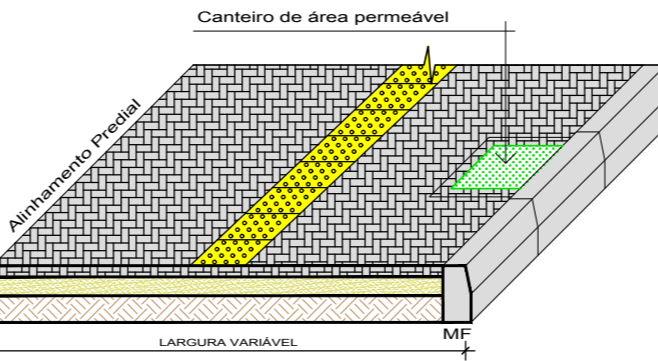 Canteiro de área permeável
Alinhamento Predial
MF
LARGURA VARIÁVEL